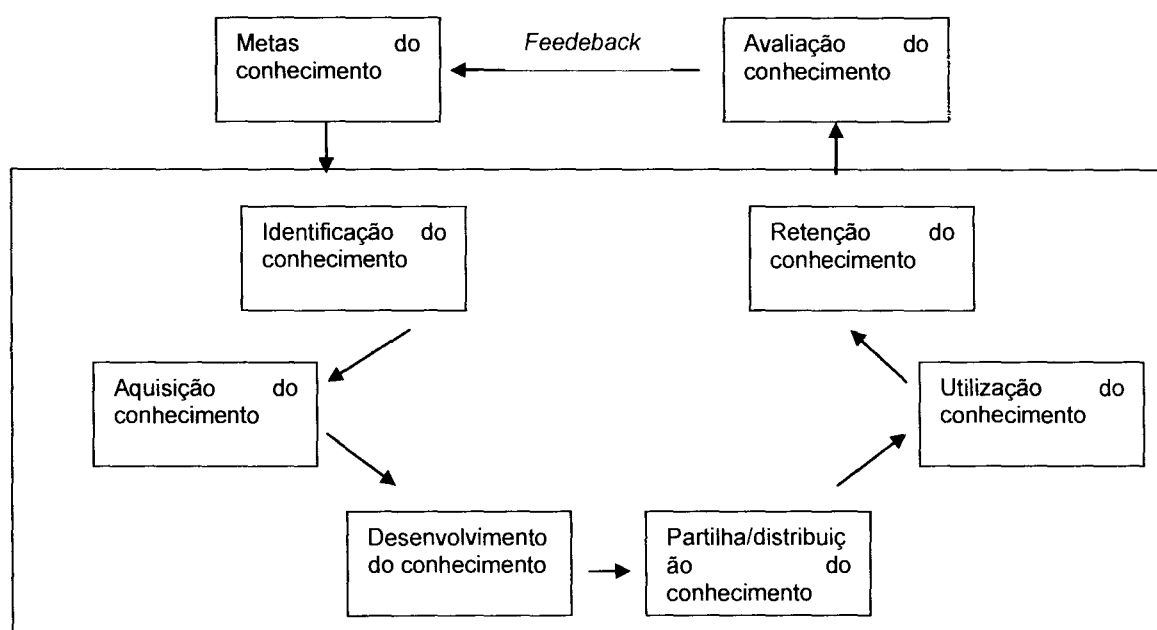 Metas do
conhecimento
Feedeback
Avaliação do
conhecimento
Identificação do
conhecimento
Retenção do
conhecimento
Aquisição do
conhecimento
Utilização do
conhecimento
Desenvolvimento
do conhecimento
Partilha/distribuiç
ão do
conhecimento